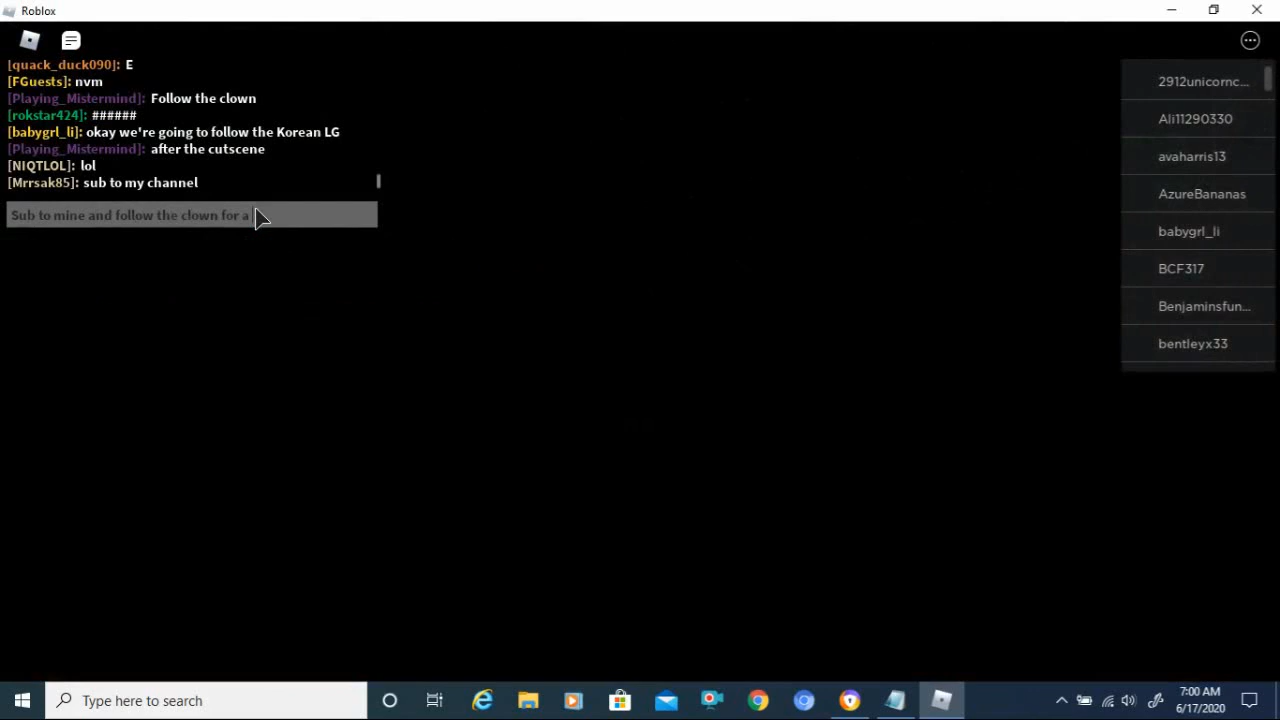 Roblox
[quack_duck090]: E
[FGuests]: nvm
[Playing_Mistermind]: Follow the clown
[rokstar424]: ######
[babygrl_li]: okay we're going to follow the Korean LG
[Playing_Mistermind]: after the cutscene
[NIQTLOL]: lol
[Mrrsak85]: sub to my channel
Sub to mine and follow the clown for a
2912unicornc...
Ali11290330
avaharris13
AzureBananas
babygrl_li
BCF317
Benjaminsfun...
bentleyx33
Type here to search
7:00 AM
6/17/2020